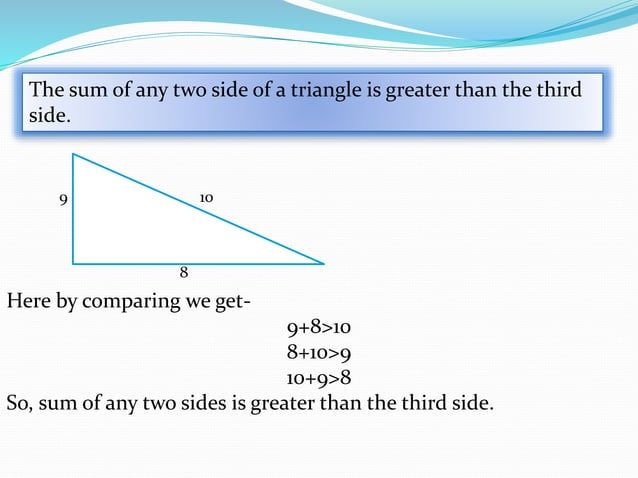 The sum of any two side of a triangle is greater than the third
side.
9
10
8
Here by comparing we get-
9+8>10
8+10>9
10+9>8
So, sum of any two sides is greater than the third side.